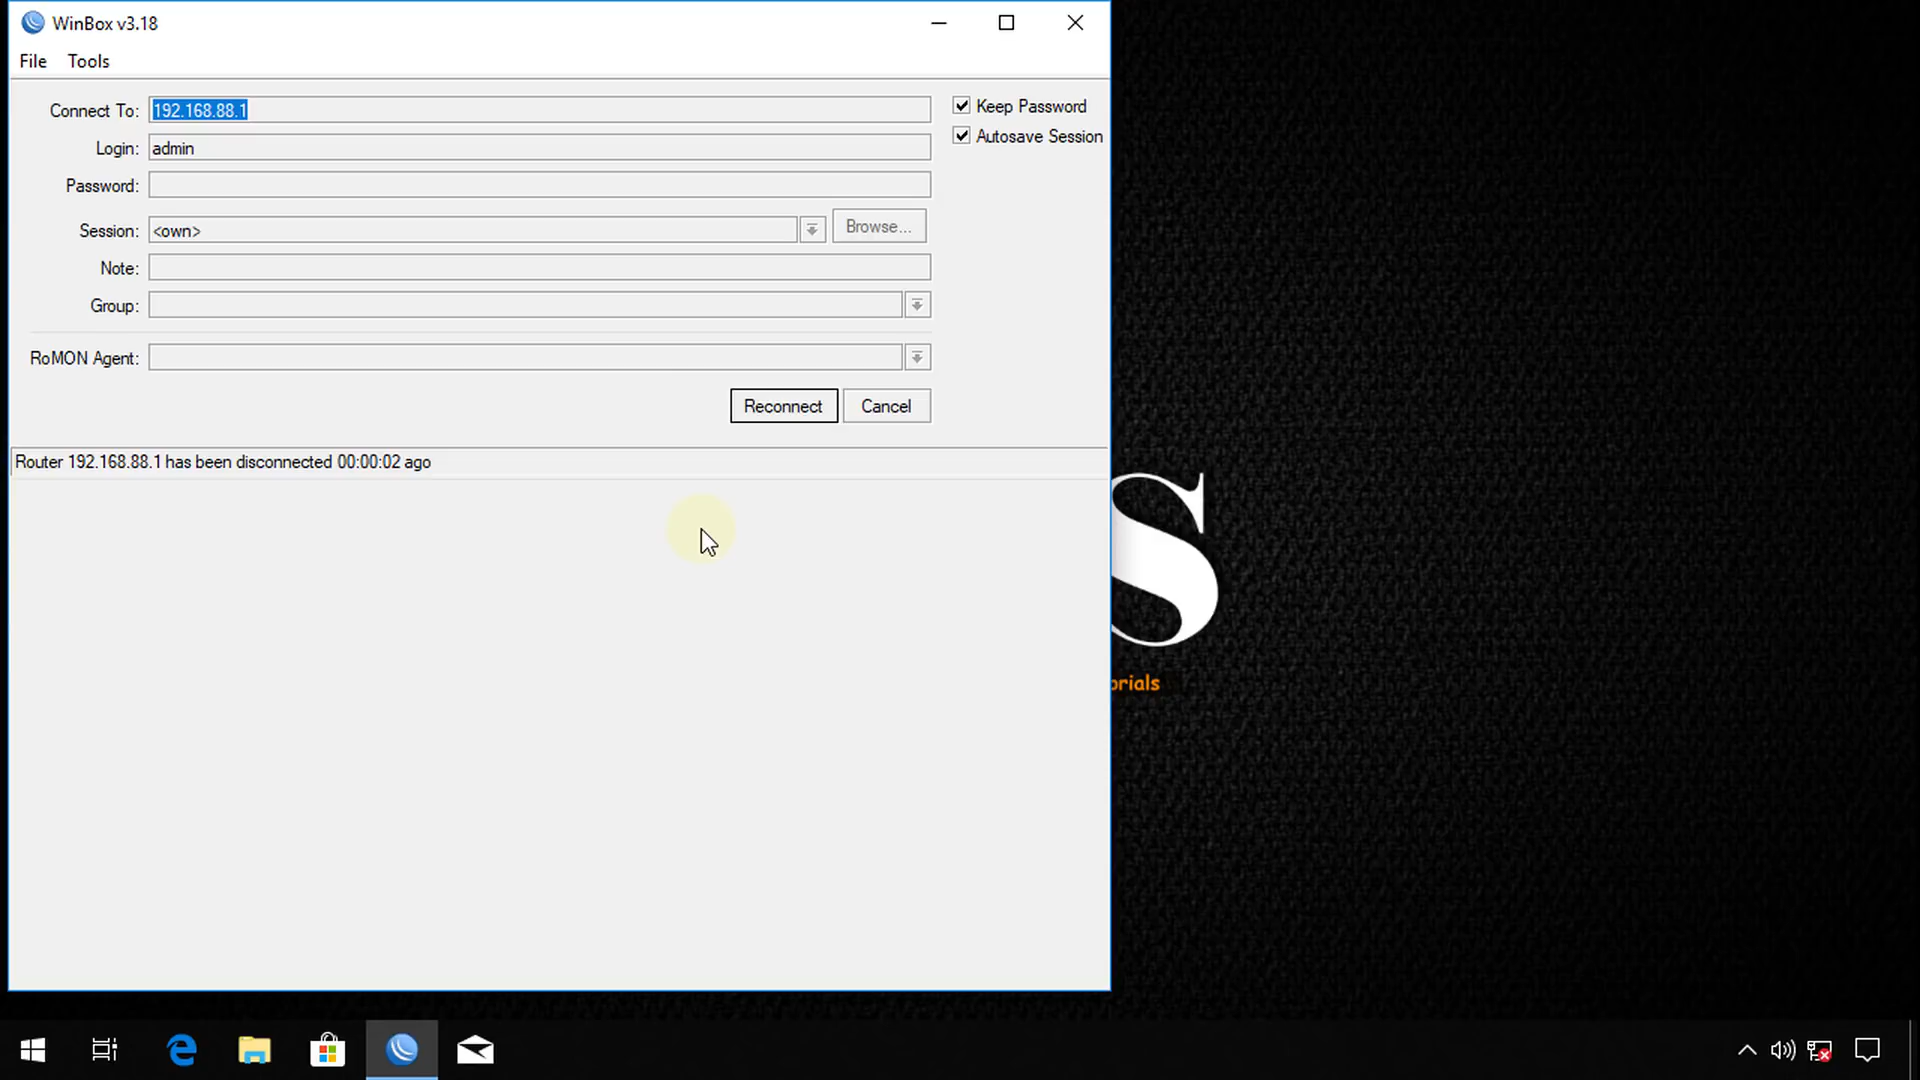 WinBox v3.18
File Tools
Connect To: 192.168.88.1
Keep Password
Login: admin
Autosave Session
Password:
Session: <own>
Browse...
Note:
Group:
RoMON Agent:
Reconnect Cancel
Router 192.168.88.1 has been disconnected 00:00:02 ago
S
orials